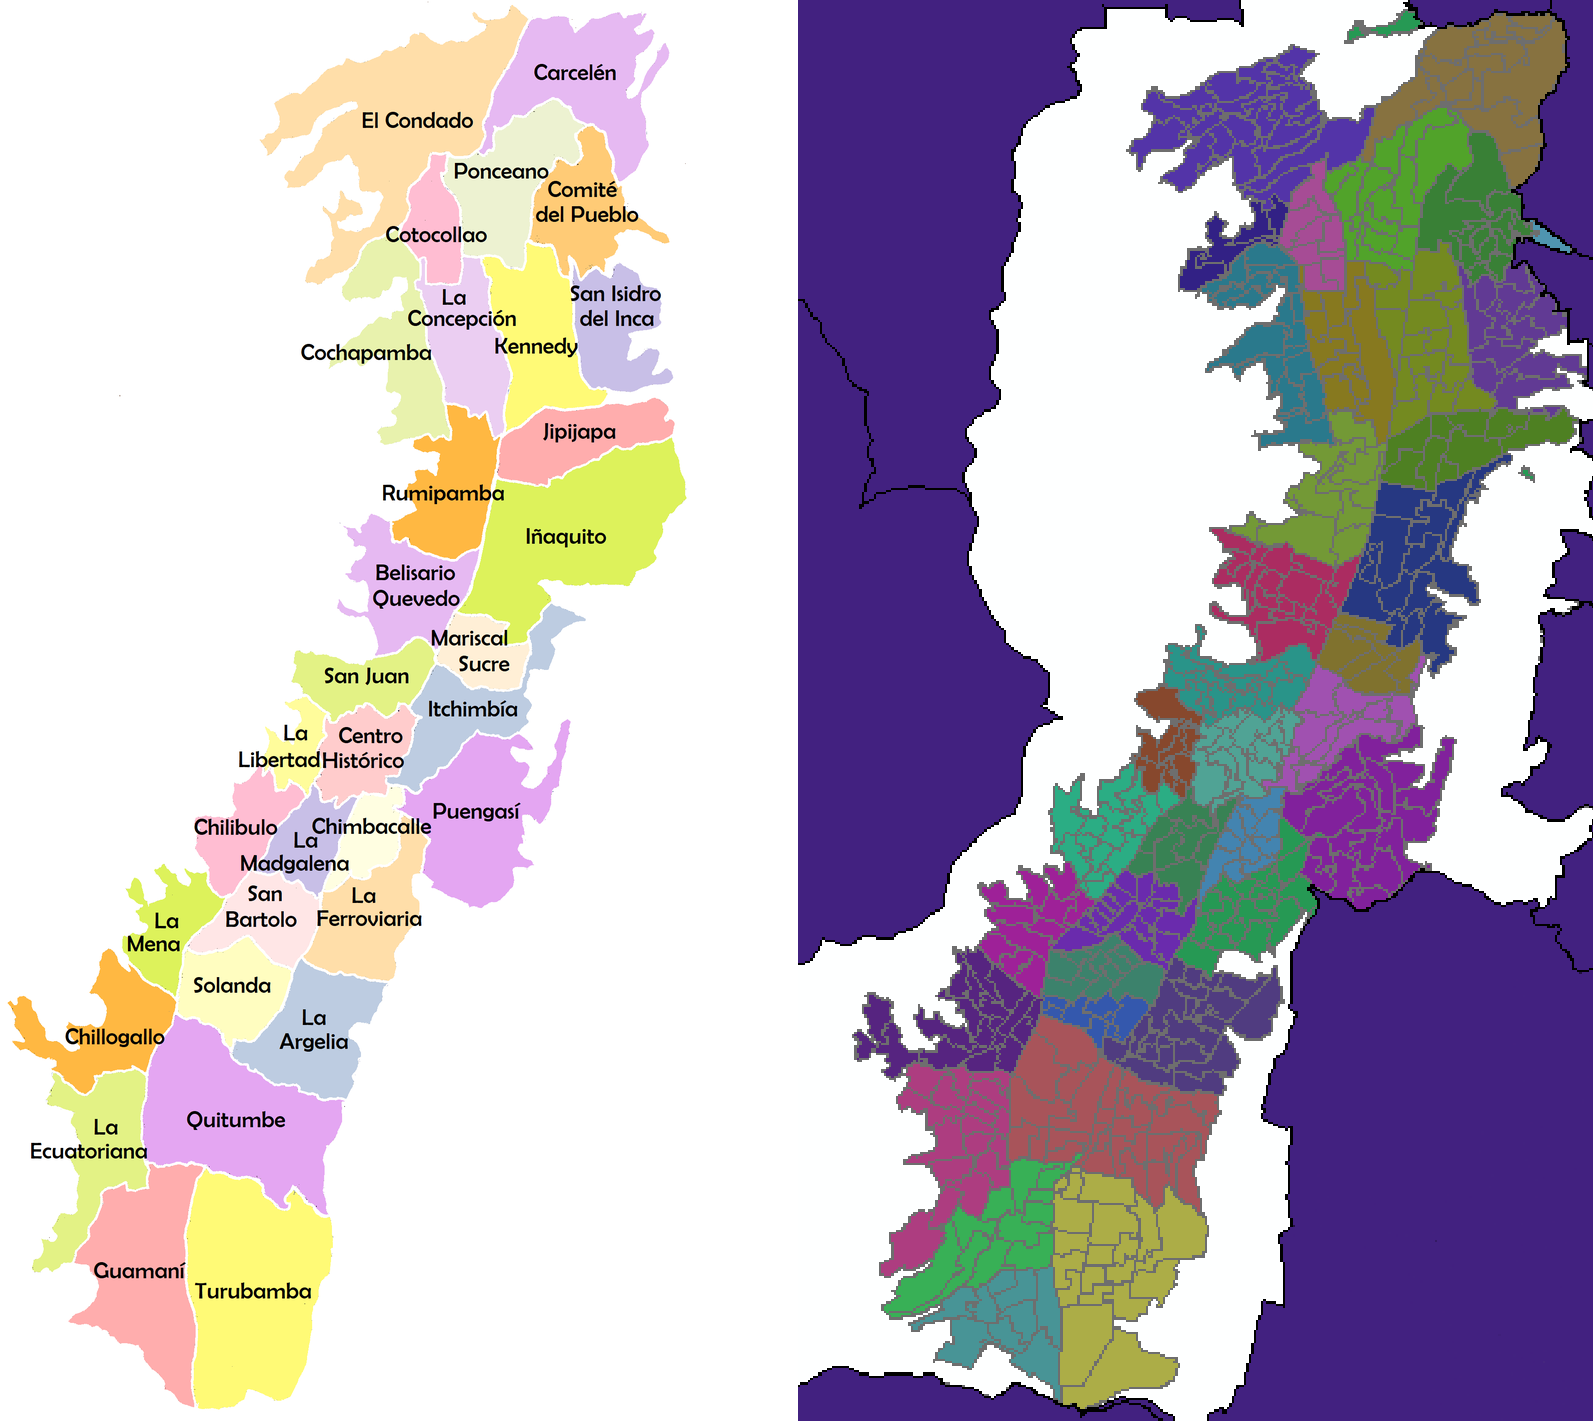 Carcelén
El Condado
Ponceano
Comité
del Pueblo
Cotocollao
La
Concepción
San Isidro
del Inca
Kennedy
Cochapamba
Jipijapa
Rumipamba
Iñaquito
Belisario
Quevedo
Mariscal
Sucre
San Juan
Itchimbía
La
Libertad
Centro
Histórico
Puengasí
Chilibulo
La
Madgalena
Chimbacalle
San
Bartolo
La
Ferroviaria
La
Mena
Solanda
Chillogallo
La
Argelia
Quitumbe
La
Ecuatoriana
Guamaní
Turubamba